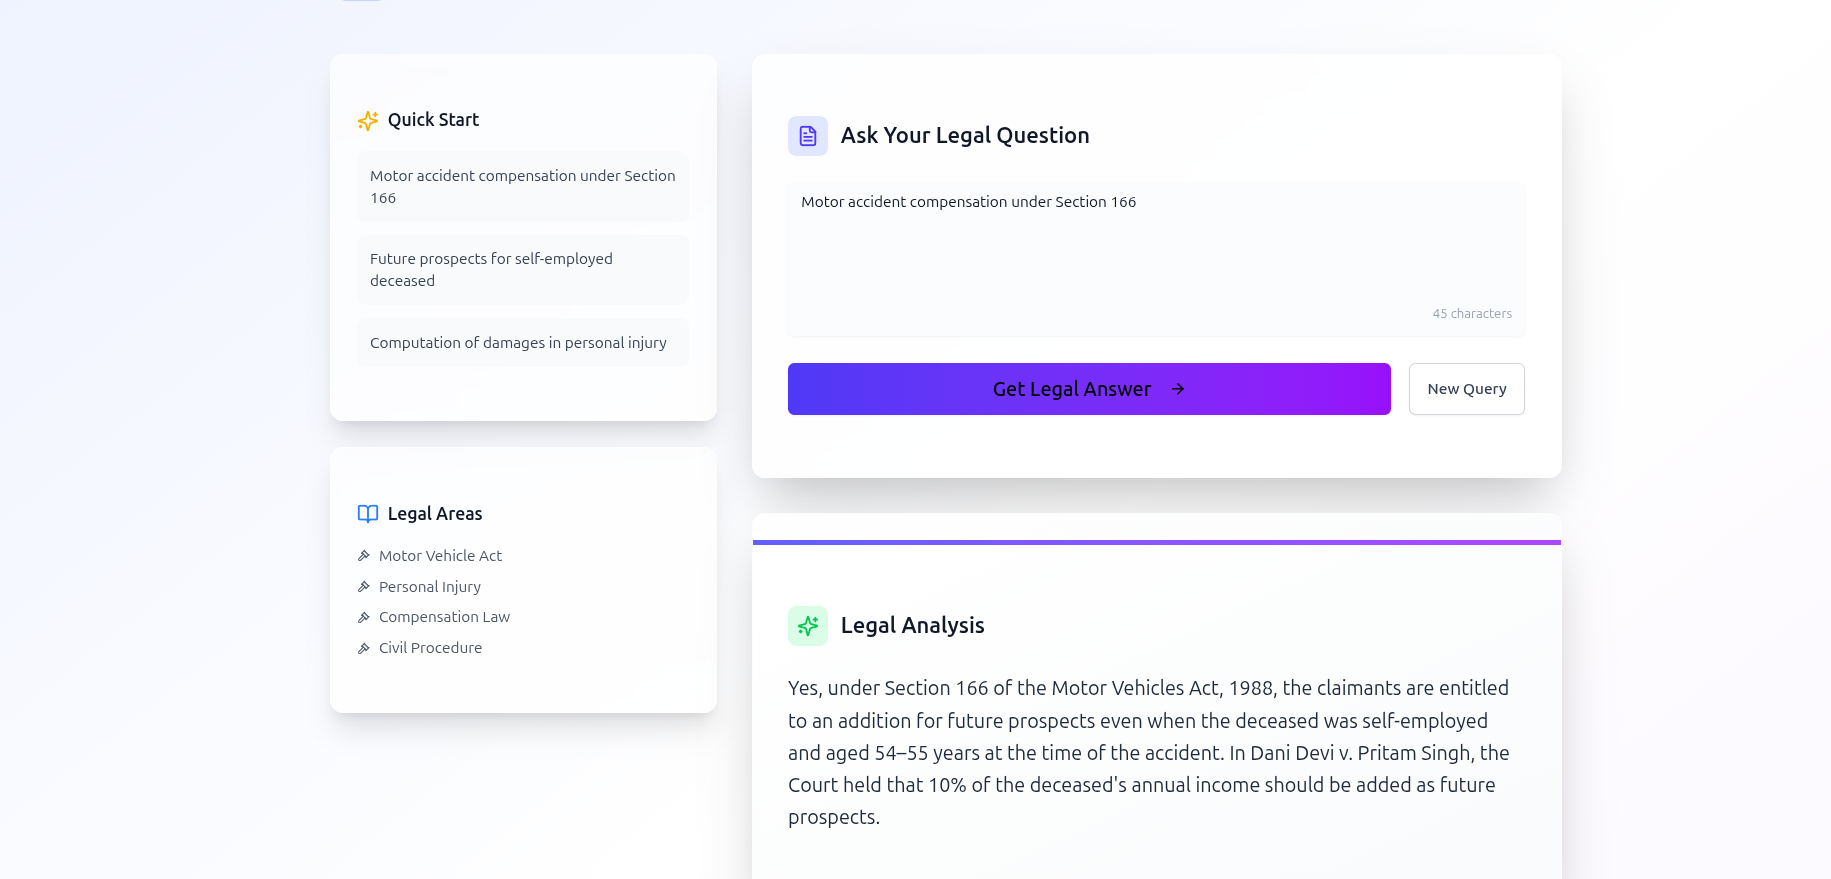 Quick Start
Motor accident compensation under Section
166
Future prospects for self-employed
deceased
Computation of damages in personal injury
Legal Areas
Motor Vehicle Act
Personal Injury
Compensation Law
Civil Procedure
Ask Your Legal Question
Motor accident compensation under Section 166
45 characters
Get Legal Answer →
New Query
Legal Analysis
Yes, under Section 166 of the Motor Vehicles Act, 1988, the claimants are entitled
to an addition for future prospects even when the deceased was self-employed
and aged 54–55 years at the time of the accident. In Dani Devi v. Pritam Singh, the
Court held that 10% of the deceased's annual income should be added as future
prospects.